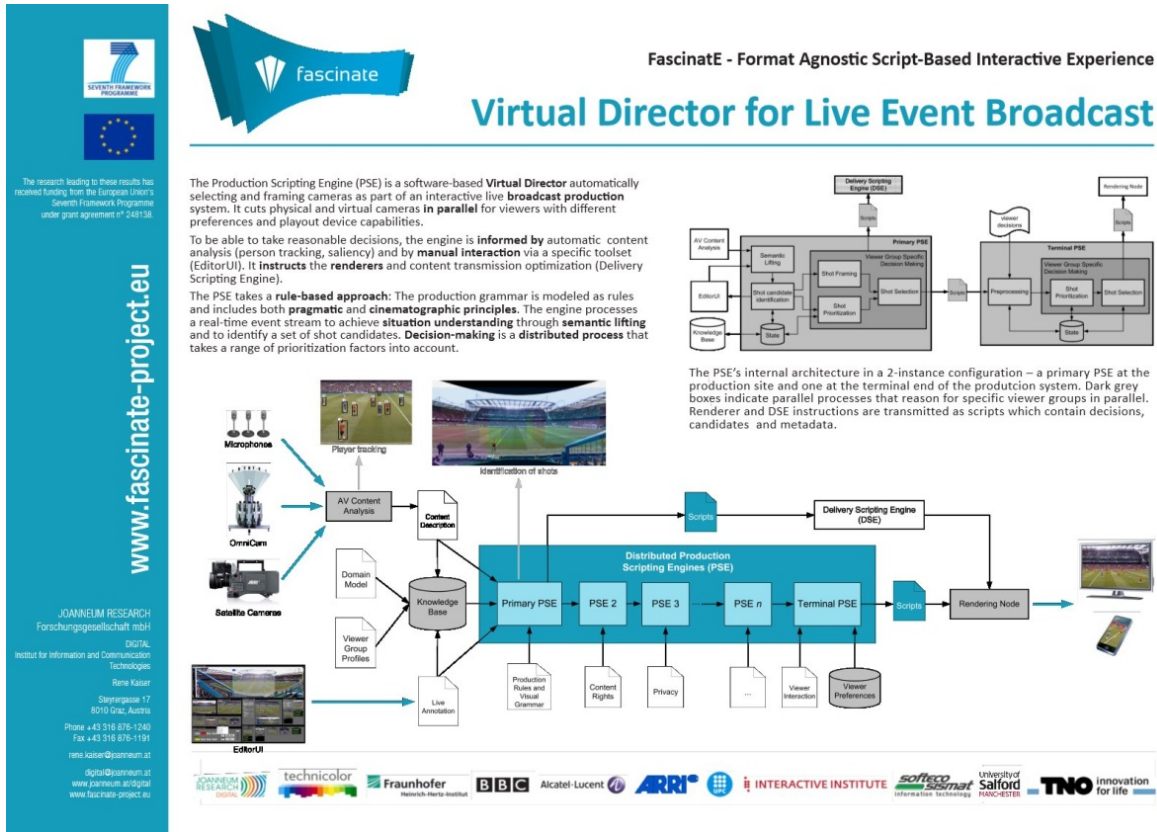 SEVENTH FRAMEWORK
PROGRAMME
The research leading to these results has
received funding from the European Union's
Seventh Framework Programme
under grant agreement n° 248138.
www.fascinate-project.eu
JOANNEUM RESEARCH
Forschungsgesellschaft mbH
DIGITAL
Institut for Information and Communication
Technologies
Rene Kaiser
Steyrergasse 17
8010 Graz, Austria
Phone +43 316 876-1240
Fax +43 316 876-1191
rene.kaiser@joanneum.at
digital@joanneum.at
www.joanneum.at/digital
www.fascinate-project.eu
fascinate
FascinatE - Format Agnostic Script-Based Interactive Experience
Virtual Director for Live Event Broadcast
The Production Scripting Engine (PSE) is a software-based Virtual Director automatically
selecting and framing cameras as part of an interactive live broadcast production
system. It cuts physical and virtual cameras in parallel for viewers with different
preferences and playout device capabilities.
To be able to take reasonable decisions, the engine is informed by automatic content
analysis (person tracking, saliency) and by manual interaction via a specific toolset
(EditorUI). It instructs the renderers and content transmission optimization (Delivery
Scripting Engine).
The PSE takes a rule-based approach: The production grammar is modeled as rules
and includes both pragmatic and cinematographic principles. The engine processes
a real-time event stream to achieve situation understanding through semantic lifting
and to identify a set of shot candidates. Decision-making is a distributed process that
takes a range of prioritization factors into account.
Delivery Scripting
Engine (DSE)
Rendering Node
Scripts
viewer
decisions
Scripts
AV Content
Analysis
Primary PSE
Terminal PSE
Semantic
Lifting
Viewer Group Specific
Decision Making
Viewer Group Specific
Decision Making
Shot Framing
EditorUI
Shot candidate
identification
Shot Selection
Scripts
Preprocessing
Shot
Prioritization
Shot Selection
Shot
Prioritization
Knowledge
Base
State
State
The PSE's internal architecture in a 2-instance configuration – a primary PSE at the
production site and one at the terminal end of the produtcion system. Dark grey
boxes indicate parallel processes that reason for specific viewer groups in parallel.
Renderer and DSE instructions are transmitted as scripts which contain decisions,
candidates and metadata.
Microphones
Player tracking
Identification of shots
AV Content
Analysis
Content
Description
Scripts
Delivery Scripting Engine
(DSE)
OmniCam
Distributed Production
Scripting Engines (PSE)
Satellite Cameras
Domain
Model
Knowledge
Base
Primary PSE
PSE 2
PSE 3
PSE n
Terminal PSE
Scripts
Rendering Node
Viewer
Group
Profiles
Live
Annotation
Production
Rules and
Visual
Grammar
Content
Rights
Privacy
...
Viewer
Interaction
Viewer
Preferences
EditorUI
JOANNEUM
RESEARCH
DIGITAL
technicolor
Fraunhofer
Heinrich-Hertz-Institut
BBC
Alcatel-Lucent
ARRI
UPC
INTERACTIVE INSTITUTE
softeco
sismat
information technology
University of
Salford
MANCHESTER
TNO innovation
for life